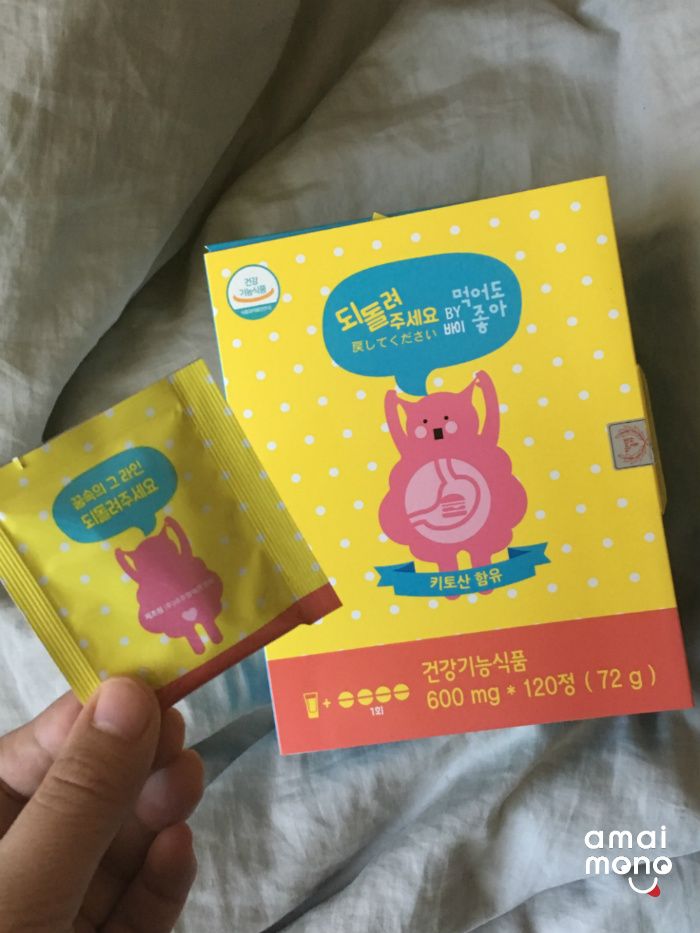 건강
기능식품
되돌려
주세요
戻してください
BY
바이
먹어도
좋아
키토산 함유
건강기능식품
600 mg * 120정 ( 72 g )
+
1회
꿈속의 그 라인
되돌려주세요
amai
mono